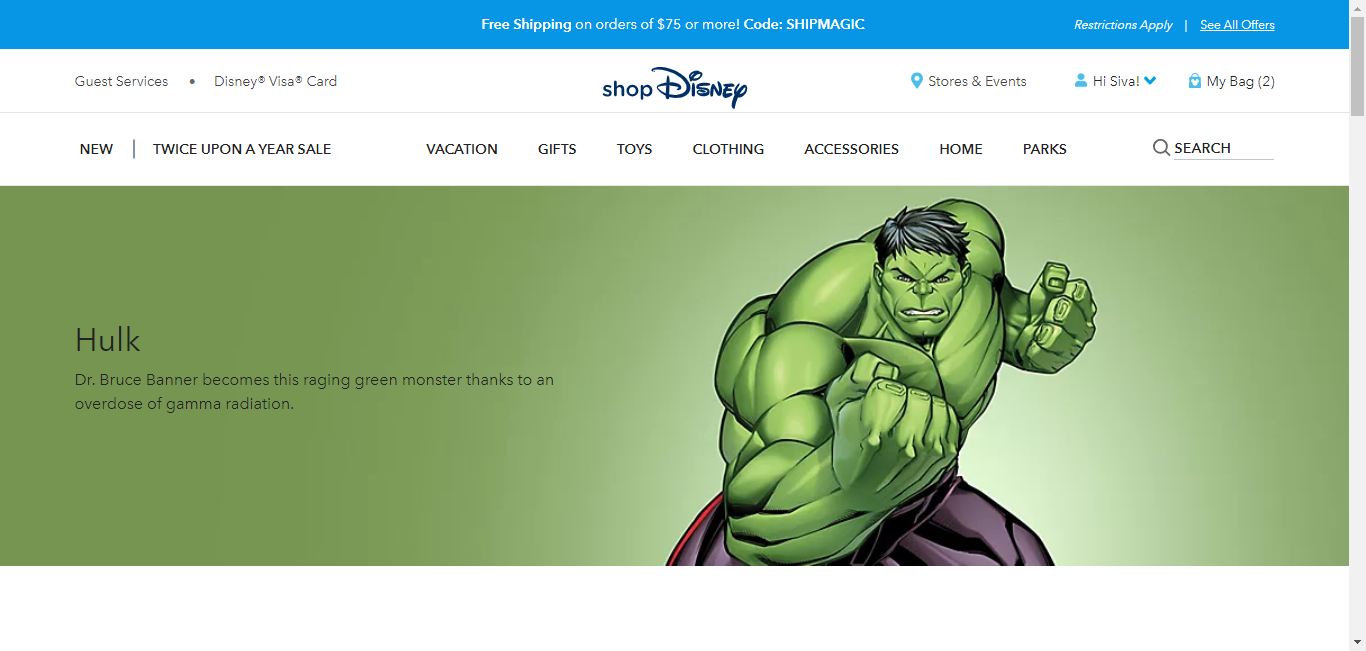 Free Shipping on orders of $75 or more! Code: SHIPMAGIC
Restrictions Apply | See All Offers
Guest Services • Disney® Visa® Card
shop Disney
Stores & Events
Hi Siva!
My Bag (2)
NEW | TWICE UPON A YEAR SALE
VACATION
GIFTS
TOYS
CLOTHING
ACCESSORIES
HOME
PARKS
SEARCH
Hulk
Dr. Bruce Banner becomes this raging green monster thanks to an
overdose of gamma radiation.